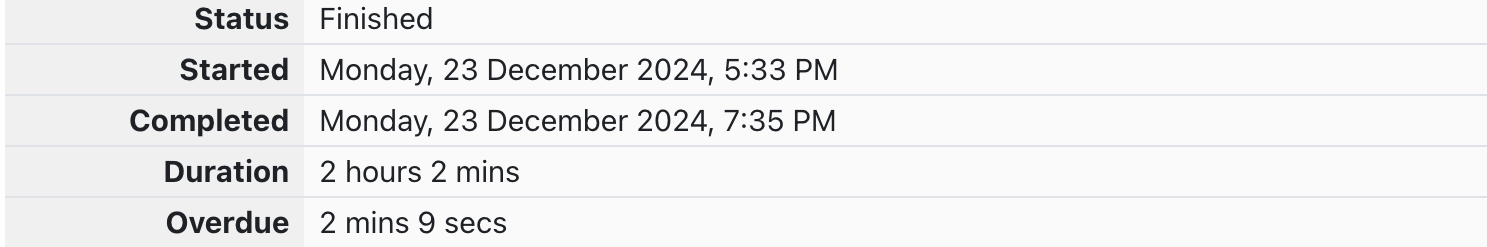 Status Finished
Started Monday, 23 December 2024, 5:33 PM
Completed Monday, 23 December 2024, 7:35 PM
Duration 2 hours 2 mins
Overdue 2 mins 9 secs